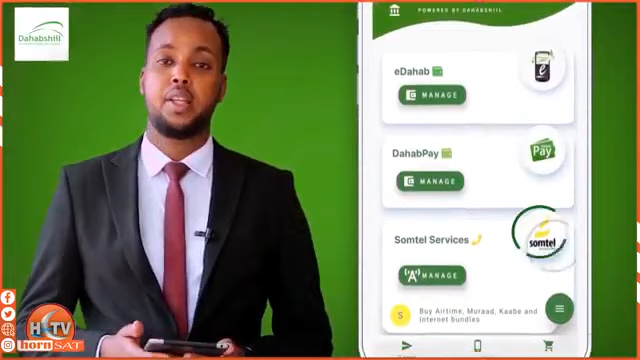 Dahabshiil
POWERED BY DAHABSHIIL
eDahab
MANAGE
DahabPay
MANAGE
Pay
Somtel Services
somtel
MANAGE
Buy Airtime, Muraad, Kaabe and
internet bundles
$
H TV
hornSAT